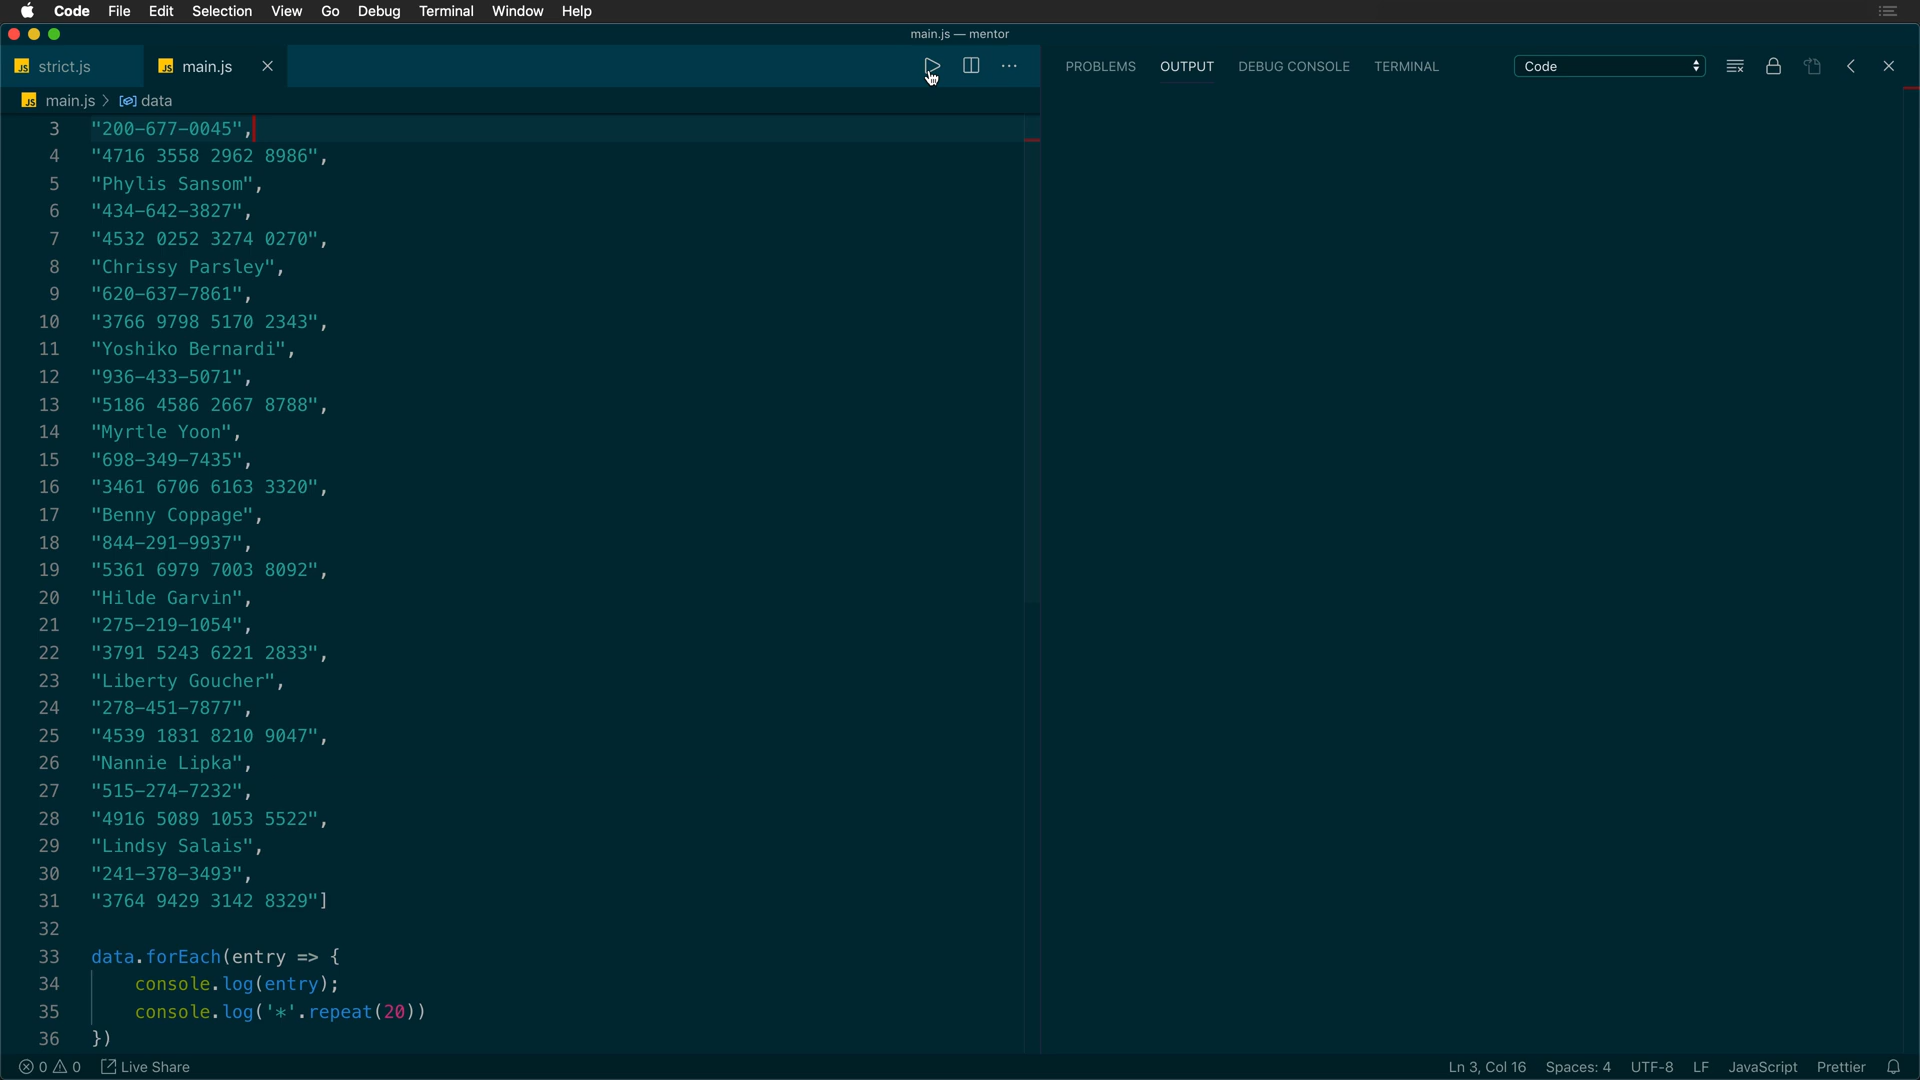 Code File Edit Selection View Go Debug Terminal Window Help
main.js — mentor
JS strict.js JS main.js
PROBLEMS OUTPUT DEBUG CONSOLE TERMINAL Code
JS main.js > data
3 "200-677-0045",
4 "4716 3558 2962 8986",
5 "Phylis Sansom",
6 "434-642-3827",
7 "4532 0252 3274 0270",
8 "Chrissy Parsley",
9 "620-637-7861",
10 "3766 9798 5170 2343",
11 "Yoshiko Bernardi",
12 "936-433-5071",
13 "5186 4586 2667 8788",
14 "Myrtle Yoon",
15 "698-349-7435",
16 "3461 6706 6163 3320",
17 "Benny Coppage",
18 "844-291-9937",
19 "5361 6979 7003 8092",
20 "Hilde Garvin",
21 "275-219-1054",
22 "3791 5243 6221 2833",
23 "Liberty Goucher",
24 "278-451-7877",
25 "4539 1831 8210 9047",
26 "Nannie Lipka",
27 "515-274-7232",
28 "4916 5089 1053 5522",
29 "Lindsy Salais",
30 "241-378-3493",
31 "3764 9429 3142 8329"]
32
33 data.forEach(entry => {
34 console.log(entry);
35 console.log('*'.repeat(20))
36 })
0 0 Live Share Ln 3, Col 16 Spaces: 4 UTF-8 LF JavaScript Prettier